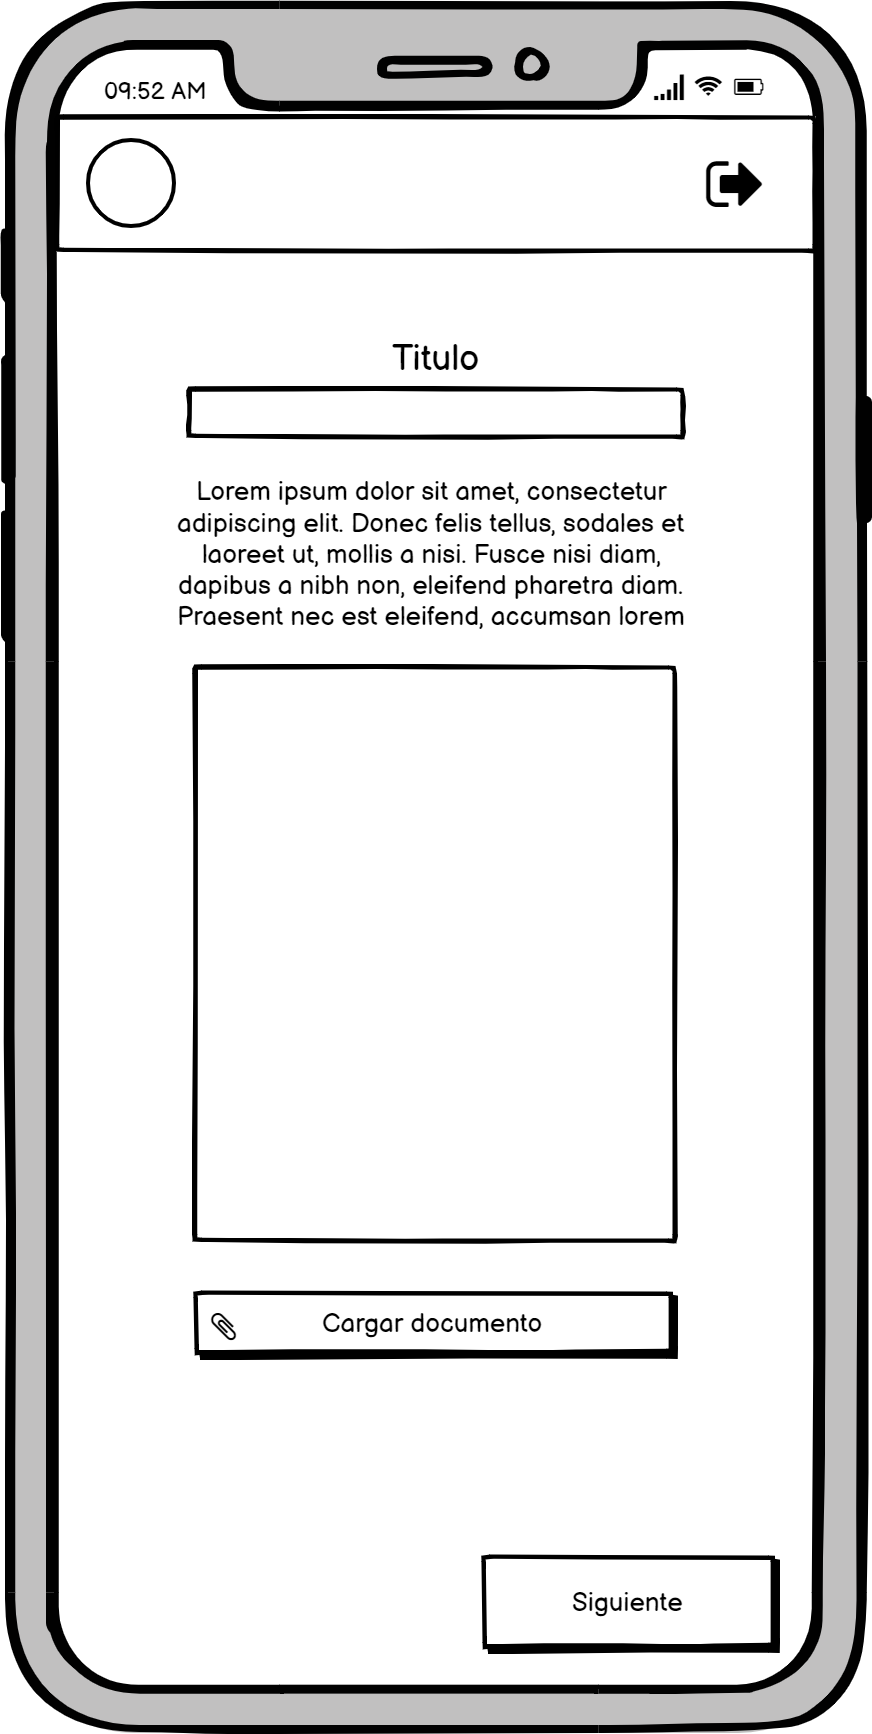 09:52 AM
Titulo
Lorem ipsum dolor sit amet, consectetur
adipiscing elit. Donec felis tellus, sodales et
laoreet ut, mollis a nisi. Fusce nisi diam,
dapibus a nibh non, eleifend pharetra diam.
Praesent nec est eleifend, accumsan lorem
Cargar documento
Siguiente